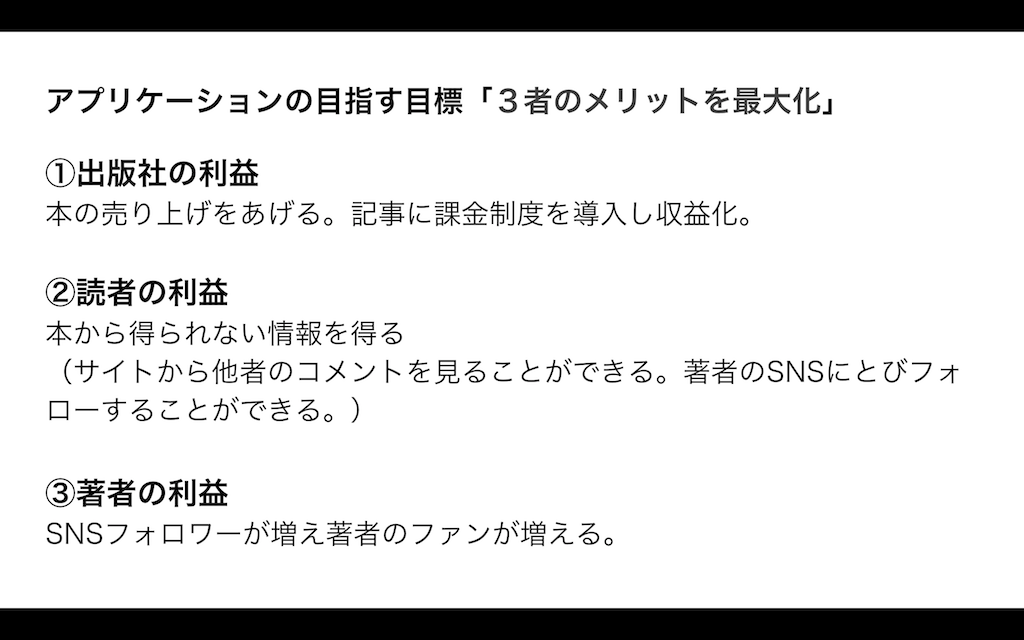 アプリケーションの目指す目標「３者のメリットを最大化」
①出版社の利益
本の売り上げをあげる。記事に課金制度を導入し収益化。
②読者の利益
本から得られない情報を得る
（サイトから他者のコメントを見ることができる。著者のSNSにとびフォ
ローすることができる。）
③著者の利益
SNSフォロワーが増え著者のファンが増える。